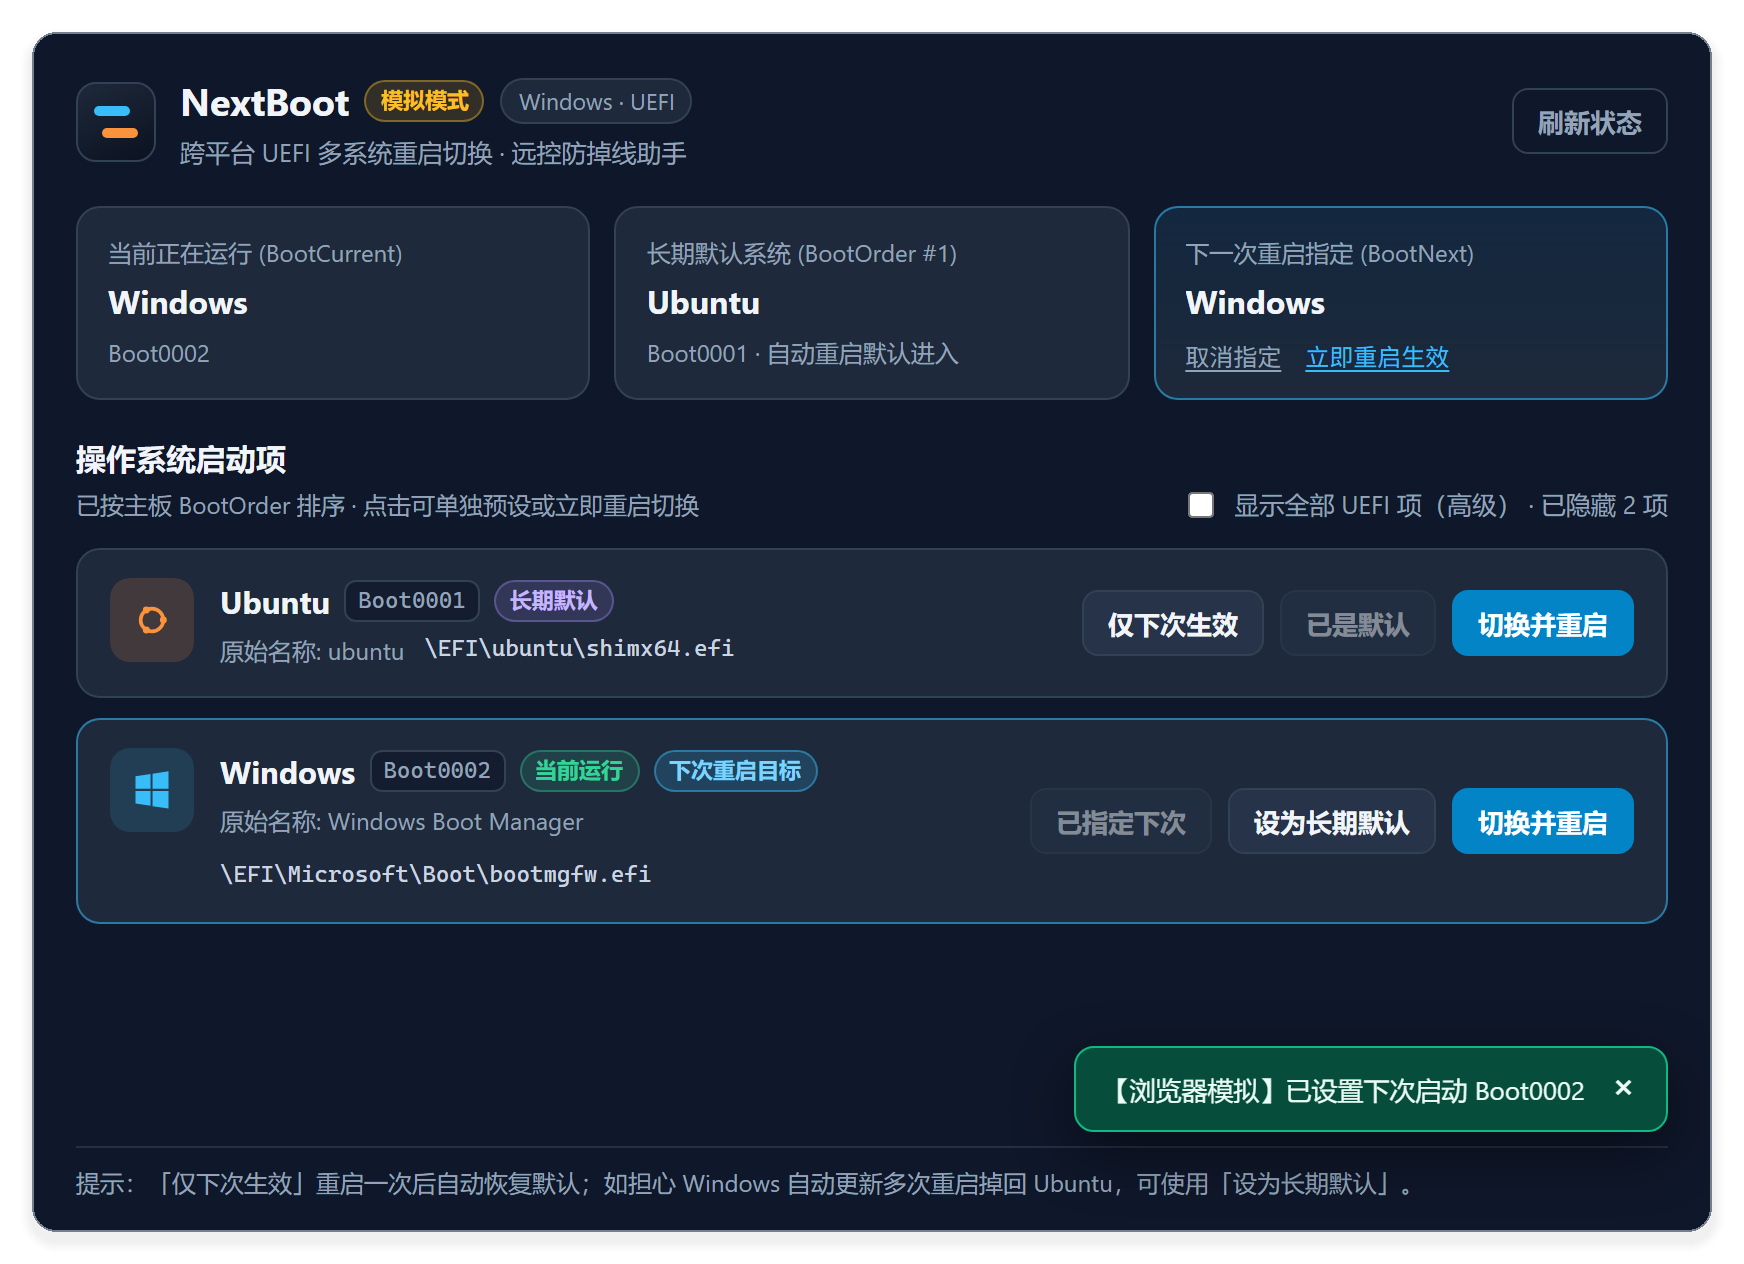 NextBoot 模拟模式 Windows · UEFI
跨平台 UEFI 多系统重启切换 · 远控防掉线助手
刷新状态
当前正在运行 (BootCurrent)
Windows
Boot0002
长期默认系统 (BootOrder #1)
Ubuntu
Boot0001 · 自动重启默认进入
下一次重启指定 (BootNext)
Windows
取消指定 立即重启生效
操作系统启动项
已按主板 BootOrder 排序 · 点击可单独预设或立即重启切换
显示全部 UEFI 项（高级） · 已隐藏 2 项
Ubuntu Boot0001 长期默认
原始名称: ubuntu \EFI\ubuntu\shimx64.efi
仅下次生效 已是默认 切换并重启
Windows Boot0002 当前运行 下次重启目标
原始名称: Windows Boot Manager
\EFI\Microsoft\Boot\bootmgfw.efi
已指定下次 设为长期默认 切换并重启
【浏览器模拟】已设置下次启动 Boot0002 ×
提示：「仅下次生效」重启一次后自动恢复默认；如担心 Windows 自动更新多次重启掉回 Ubuntu，可使用「设为长期默认」。